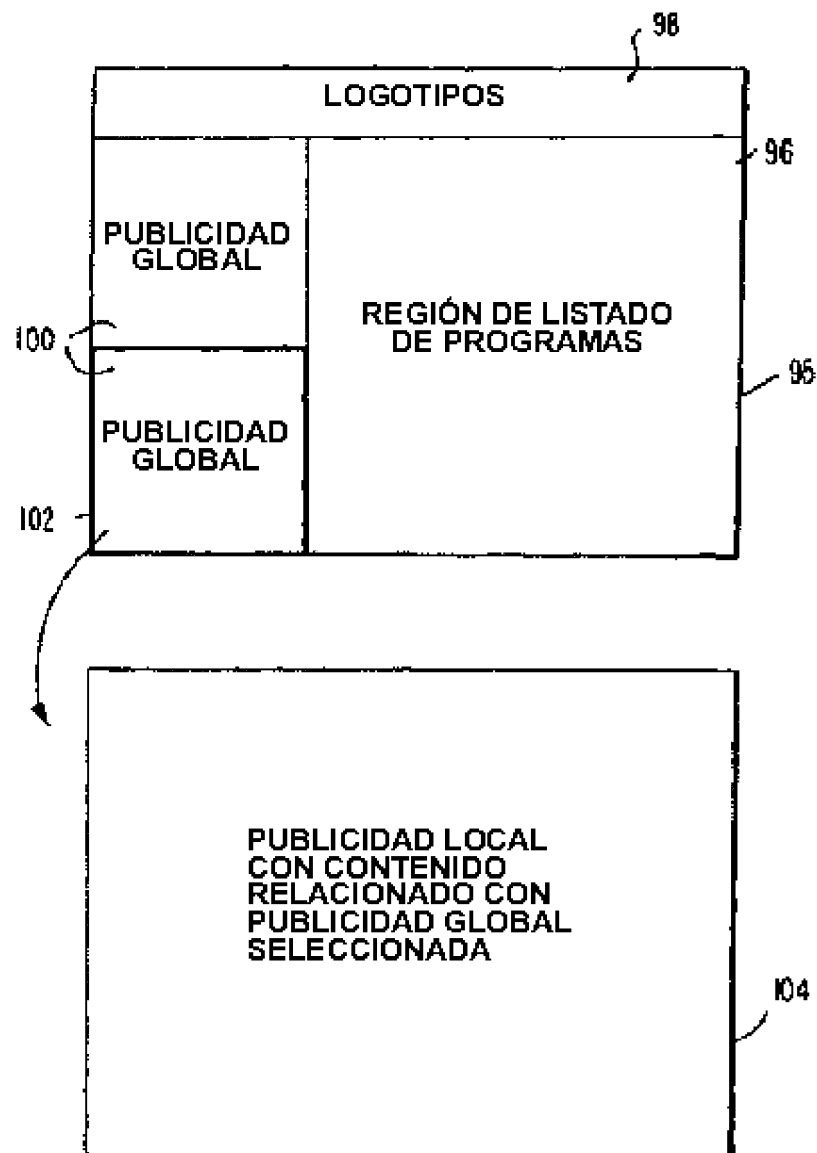 98
LOGOTIPOS
96
PUBLICIDAD
GLOBAL
REGIÓN DE LISTADO
DE PROGRAMAS
100
95
PUBLICIDAD
GLOBAL
102
PUBLICIDAD LOCAL
CON CONTENIDO
RELACIONADO CON
PUBLICIDAD GLOBAL
SELECCIONADA
104